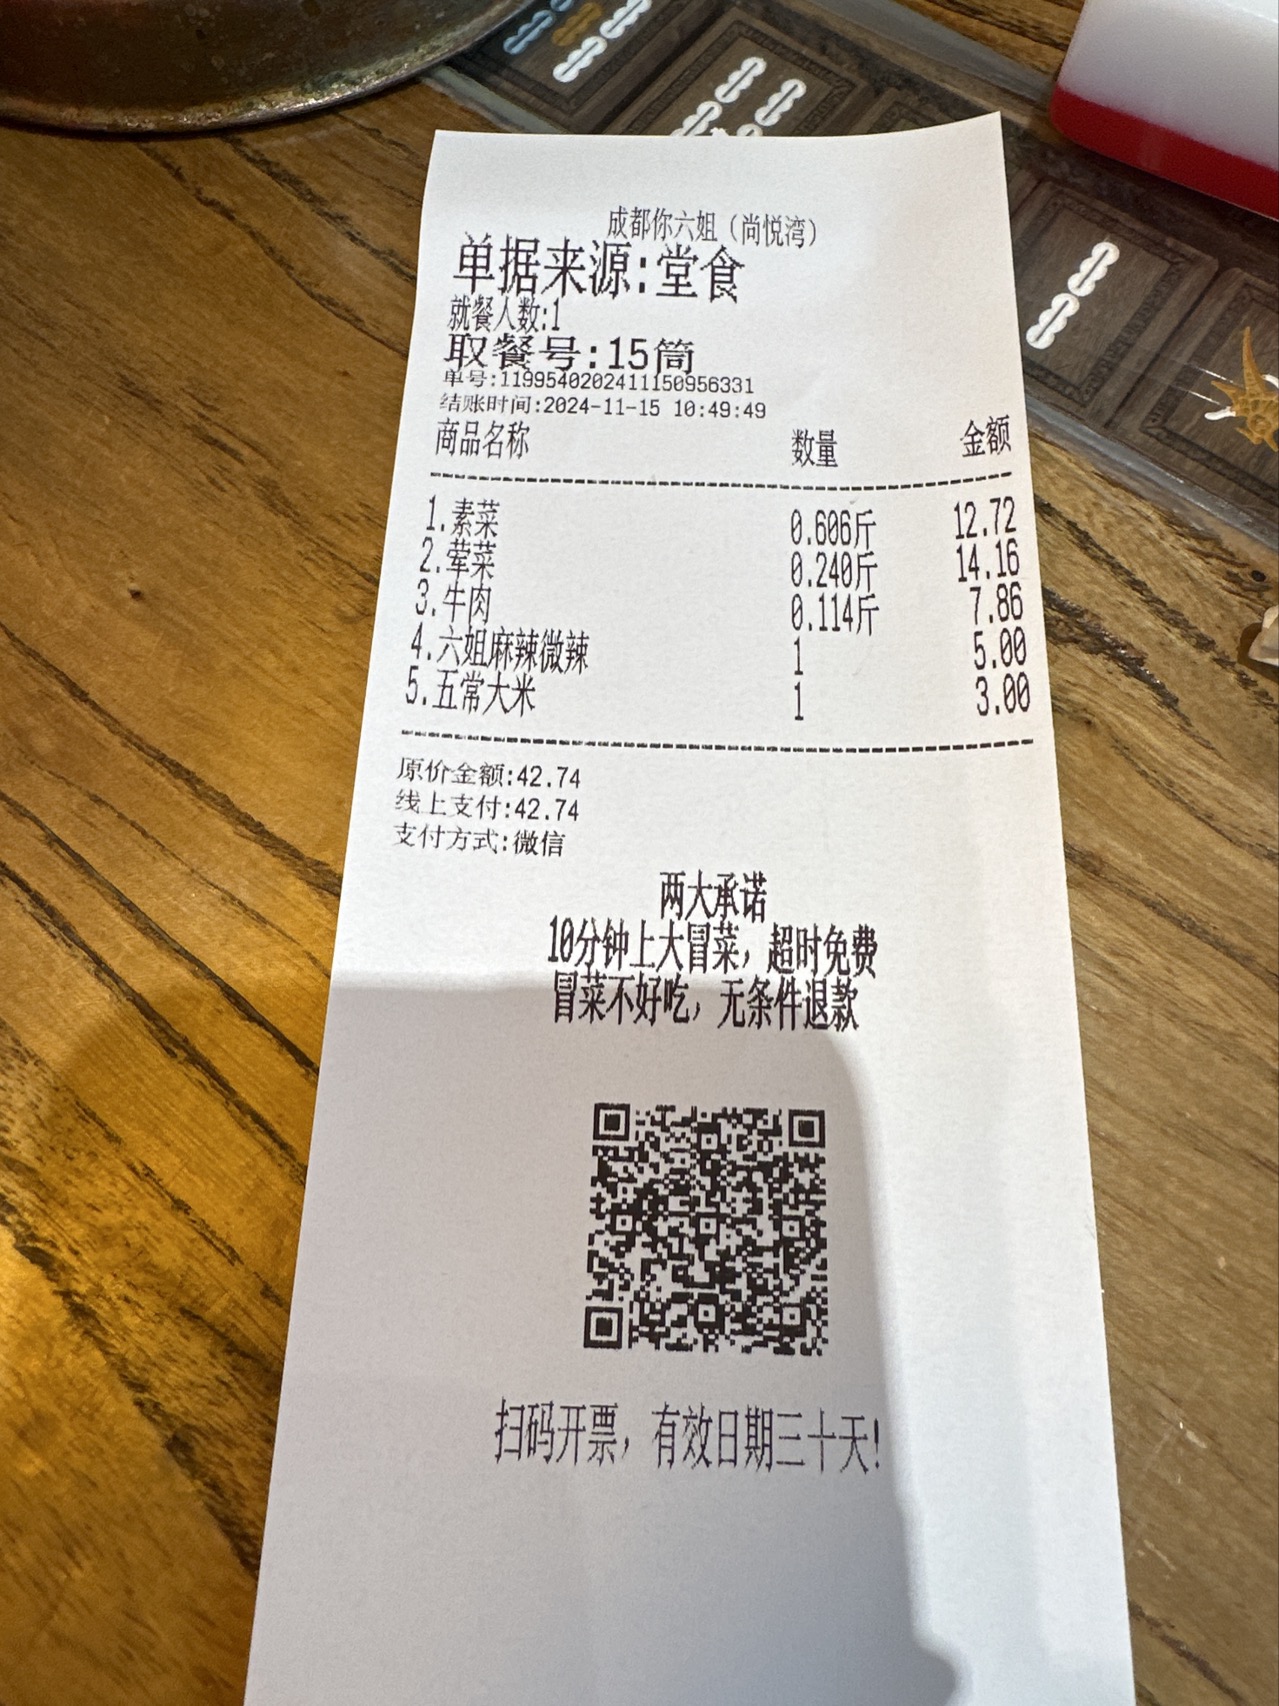 成都你六姐（尚悦湾）
单据来源:堂食
就餐人数:1
取餐号:15筒
单号:11995402024111150956331
结账时间:2024-11-15 10:49:49
商品名称 数量 金额
1.素菜 0.606斤 12.72
2.荤菜 0.240斤 14.16
3.牛肉 0.114斤 7.86
4.六姐麻辣微辣 1 5.00
5.五常大米 1 3.00
原价金额:42.74
线上支付:42.74
支付方式:微信
两大承诺
10分钟上大冒菜，超时免费
冒菜不好吃，无条件退款
扫码开票，有效日期三十天!